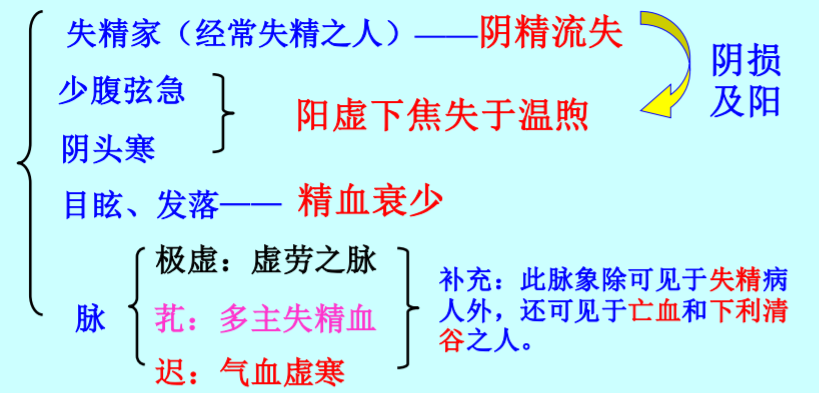 失精家（经常失精之人）——阴精流失
阴损
及阳
少腹弦急
阴头寒
阳虚下焦失于温煦
目眩、发落—— 精血衰少
脉
极虚：虚劳之脉
芤：多主失精血
迟：气血虚寒
补充：此脉象除可见于失精病
人外，还可见于亡血和下利清
谷之人。